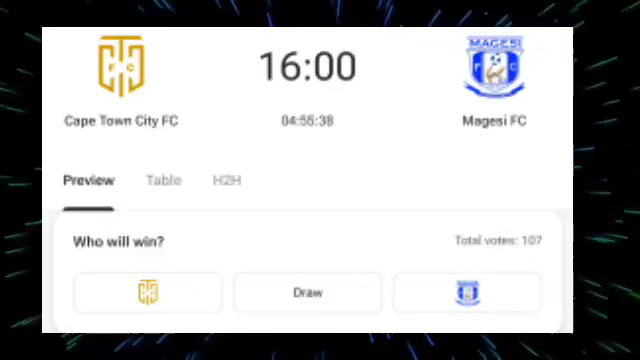 MAGESI
F C
16:00
Cape Town City FC
04:55:38
Magesi FC
Preview
Table
H2H
Who will win?
Total votes: 107
Draw